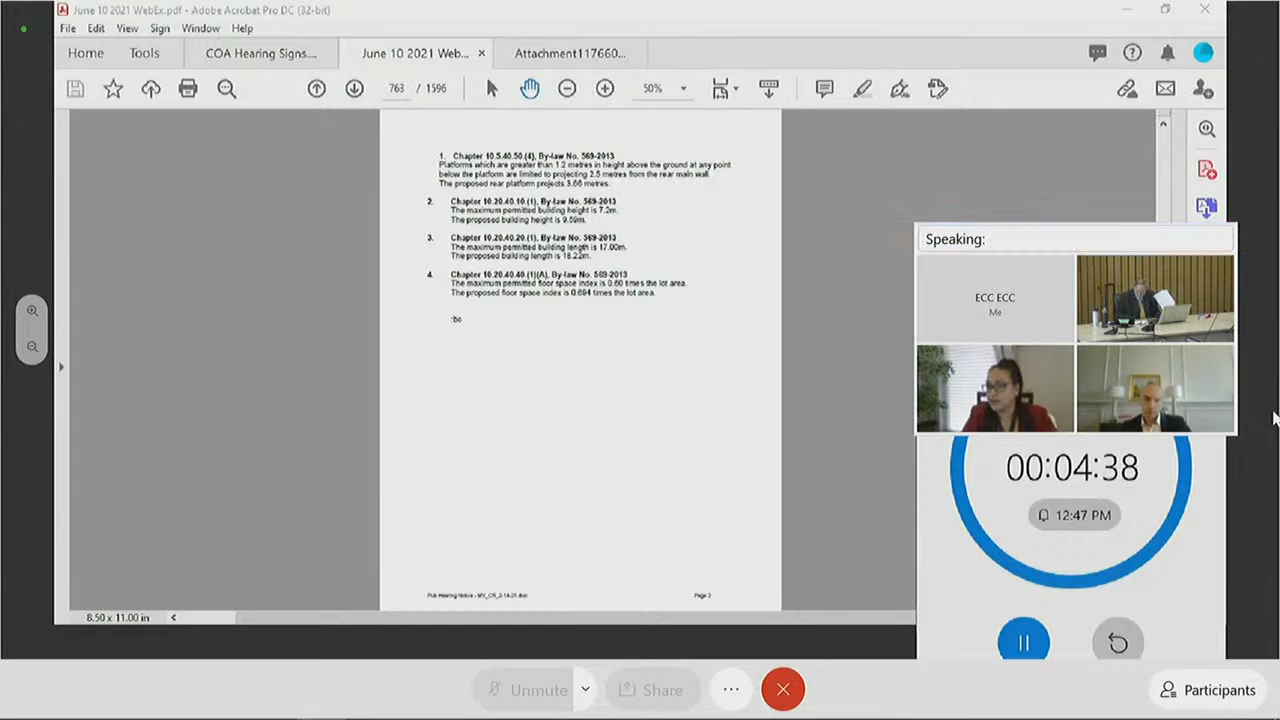 June 10 2021 WebEx.pdf - Adobe Acrobat Pro DC (32-bit)
File Edit View Sign Window Help
Home Tools COA Hearing Signs... June 10 2021 Web... × Attachment117660...
763 / 1596 50%
1. Chapter 10.5.40.50.(4), By-law No. 569-2013
Platforms which are greater than 1.2 metres in height above the ground at any point
below the platform are limited to projecting 2.5 metres from the rear main wall.
The proposed rear platform projects 3.66 metres.
2. Chapter 10.20.40.10.(1), By-law No. 569-2013
The maximum permitted building height is 7.2m.
The proposed building height is 9.59m.
3. Chapter 10.20.40.20.(1), By-law No. 569-2013
The maximum permitted building length is 17.00m.
The proposed building length is 18.22m.
4. Chapter 10.20.40.40.(1)(A), By-law No. 569-2013
The maximum permitted floor space index is 0.60 times the lot area.
The proposed floor space index is 0.694 times the lot area.
Page 2
8.50 x 11.00 in
Speaking:
ECC ECC
Me
00:04:38
12:47 PM
Unmute Share ... Participants